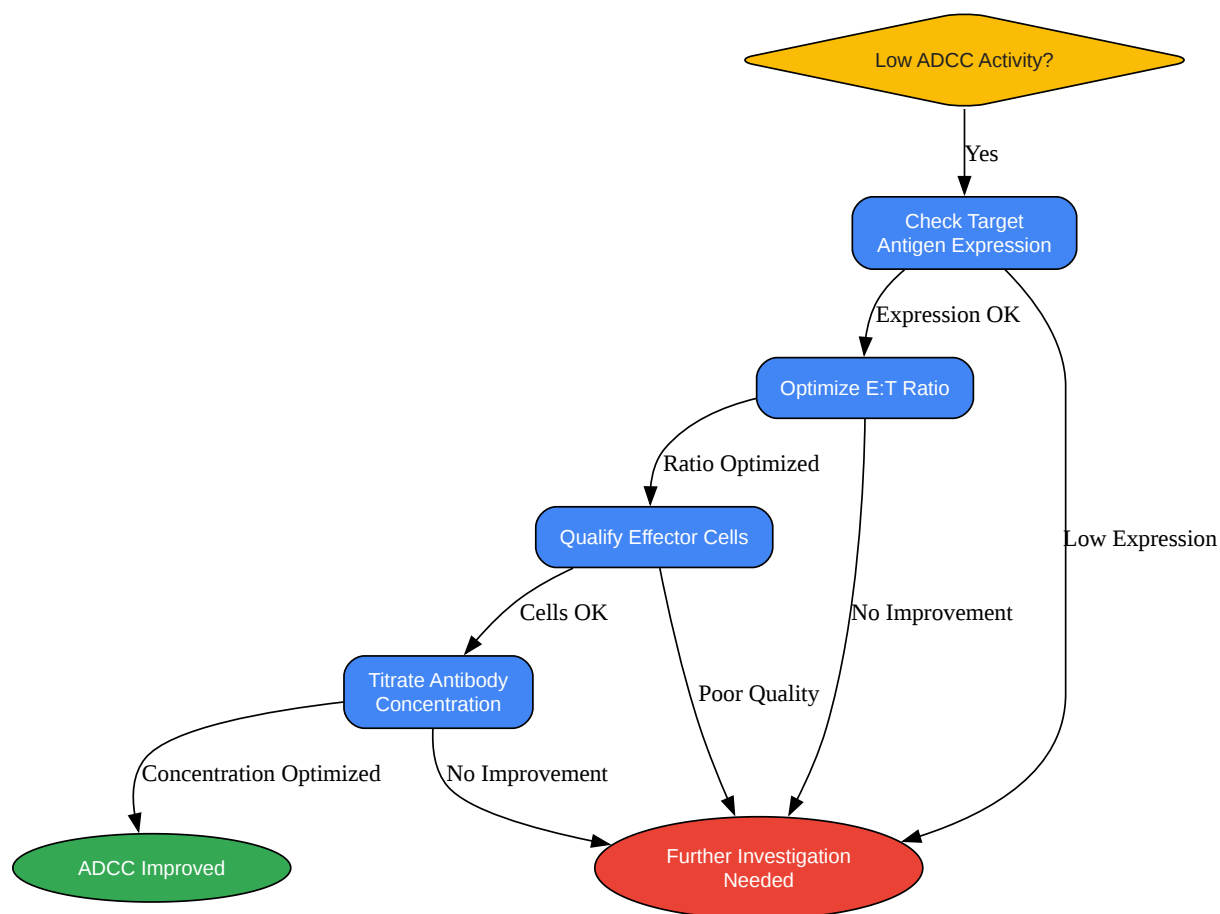 Low ADCC Activity?
Yes
Check Target
Antigen Expression
Expression OK
Optimize E:T Ratio
Ratio Optimized
Qualify Effector Cells
Low Expression
Cells OK
No Improvement
Titrate Antibody
Concentration
Poor Quality
Concentration Optimized
No Improvement
ADCC Improved
Further Investigation
Needed